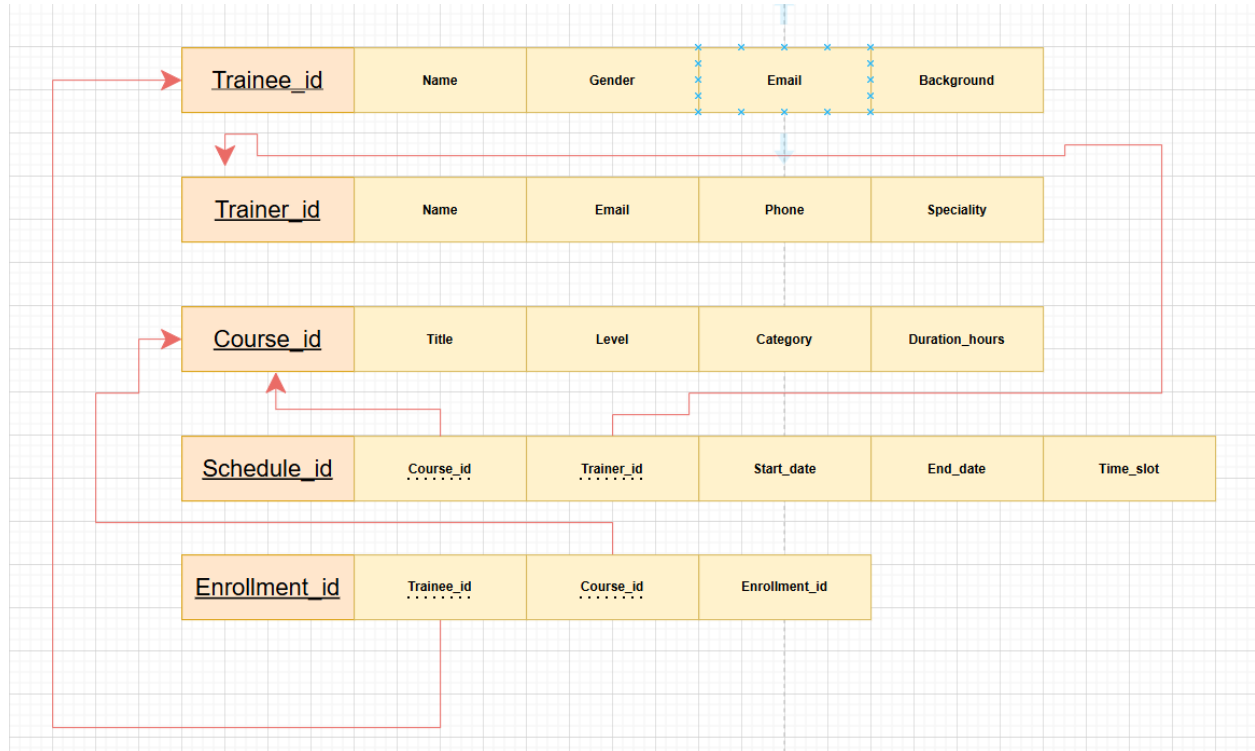 Trainee_id Name Gender Email Background
Trainer_id Name Email Phone Speciality
Course_id Title Level Category Duration_hours
Schedule_id Course_id Trainer_id Start_date End_date Time_slot
Enrollment_id Trainee_id Course_id Enrollment_id